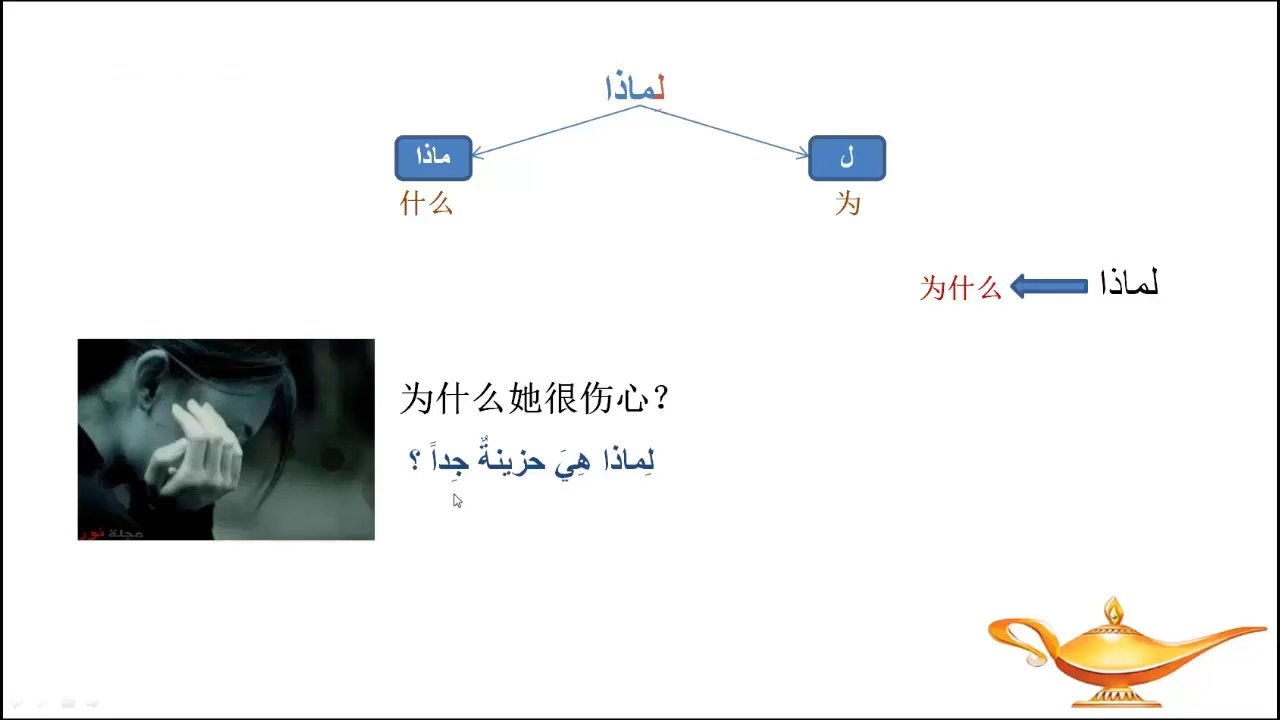 لماذا
ماذا
ل
什么
为
为什么
لماذا
为什么她很伤心？
لِماذا هِيَ حزينةٌ جِداً ؟
مجلة نور